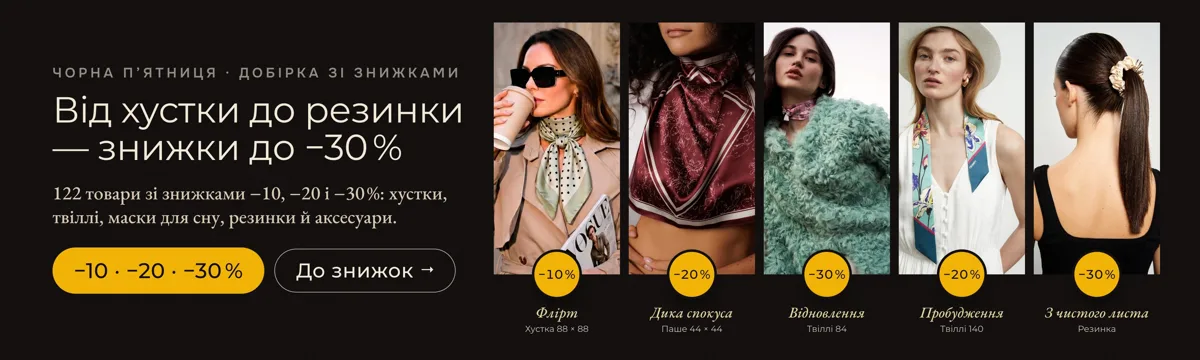 ЧОРНА П'ЯТНИЦЯ · ДОБІРКА ЗІ ЗНИЖКАМИ
Від хустки до резинки
— знижки до −30 %
122 товари зі знижками −10, −20 і −30%: хустки,
твіллі, маски для сну, резинки й аксесуари.
−10 · −20 · −30 %
До знижок →
VOGUE
−10 %
−20 %
−30 %
−20 %
−30 %
Флірт
Хустка 88 × 88
Дика спокуса
Паше 44 × 44
Відновлення
Твіллі 84
Пробудження
Твіллі 140
З чистого листа
Резинка